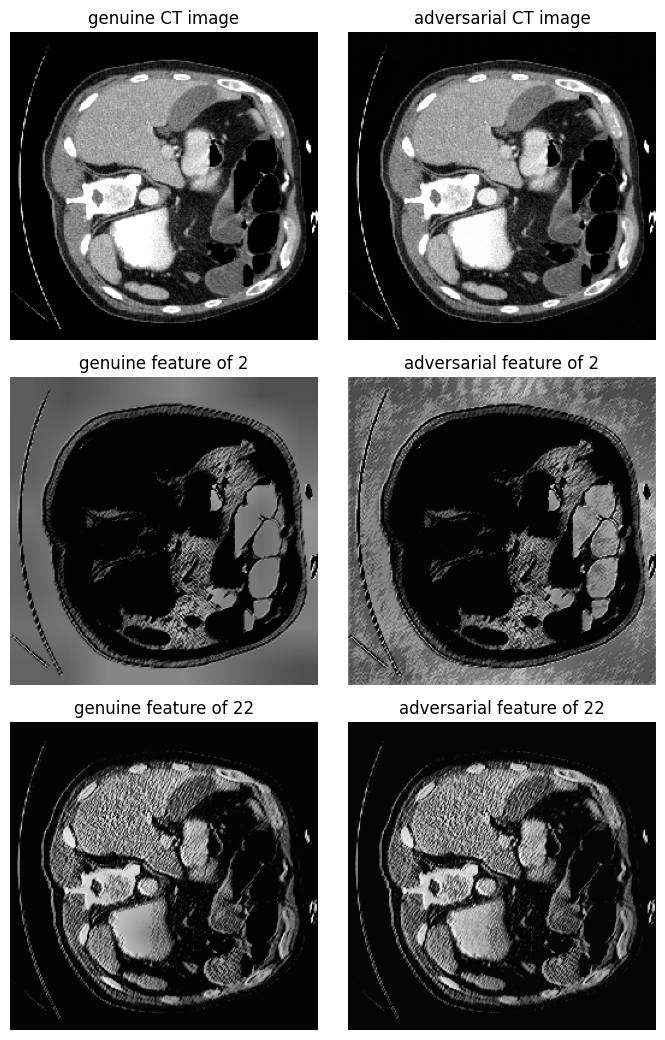 genuine CT image
adversarial CT image
genuine feature of 2
adversarial feature of 2
genuine feature of 22
adversarial feature of 22